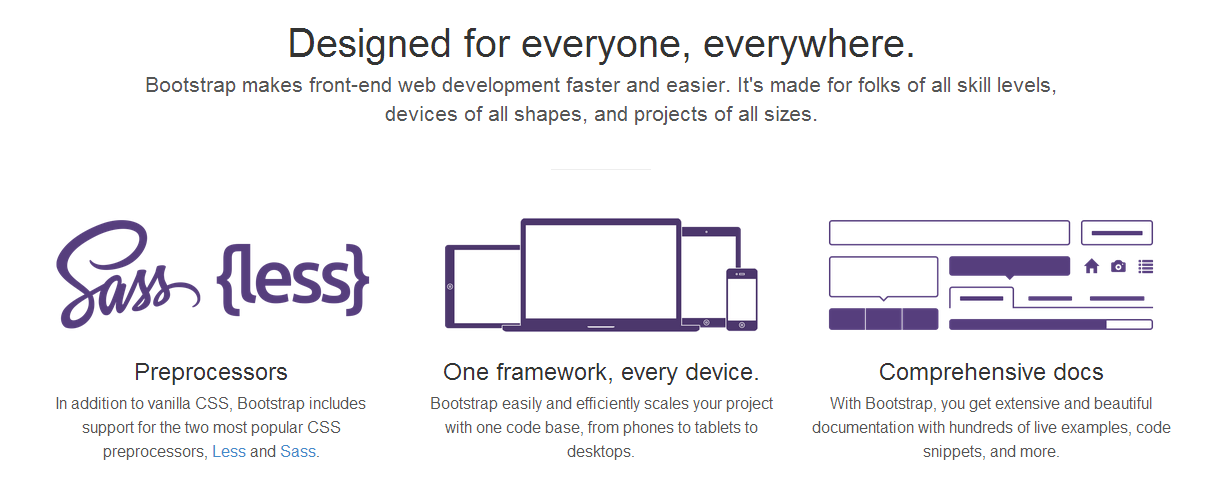 Designed for everyone, everywhere.
Bootstrap makes front-end web development faster and easier. It's made for folks of all skill levels,
devices of all shapes, and projects of all sizes.
Sass {less}
Preprocessors
In addition to vanilla CSS, Bootstrap includes
support for the two most popular CSS
preprocessors, Less and Sass.
One framework, every device.
Bootstrap easily and efficiently scales your project
with one code base, from phones to tablets to
desktops.
Comprehensive docs
With Bootstrap, you get extensive and beautiful
documentation with hundreds of live examples, code
snippets, and more.